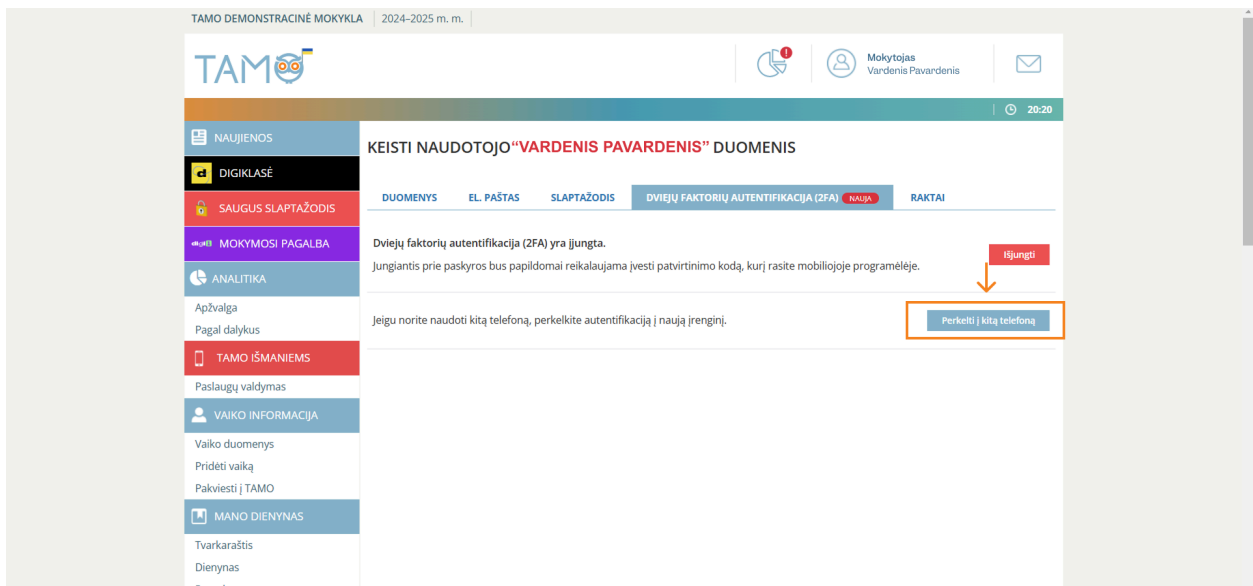 TAMO DEMONSTRACINĖ MOKYKLA 2024–2025 m. m.
TAMO
!
Mokytojas
Vardenis Pavardenis
20:20
NAUJIENOS
d DIGIKLASĖ
SAUGUS SLAPTAŽODIS
MOKYMOSI PAGALBA
ANALITIKA
Apžvalga
Pagal dalykus
TAMO IŠMANIEMS
Paslaugų valdymas
VAIKO INFORMACIJA
Vaiko duomenys
Pridėti vaiką
Pakviesti į TAMO
MANO DIENYNAS
Tvarkaraštis
Dienynas
KEISTI NAUDOTOJO“VARDENIS PAVARDENIS” DUOMENIS
DUOMENYS EL. PAŠTAS SLAPTAŽODIS DVIEJŲ FAKTORIŲ AUTENTIFIKACIJA (2FA) NAUJA RAKTAI
Dviejų faktorių autentifikacija (2FA) yra įjungta.
Jungiantis prie paskyros bus papildomai reikalaujama įvesti patvirtinimo kodą, kurį rasite mobiliojoje programėlėje.
Išjungti
Jeigu norite naudoti kitą telefoną, perkelkite autentifikaciją į naują įrenginį.
Perkelti į kitą telefoną